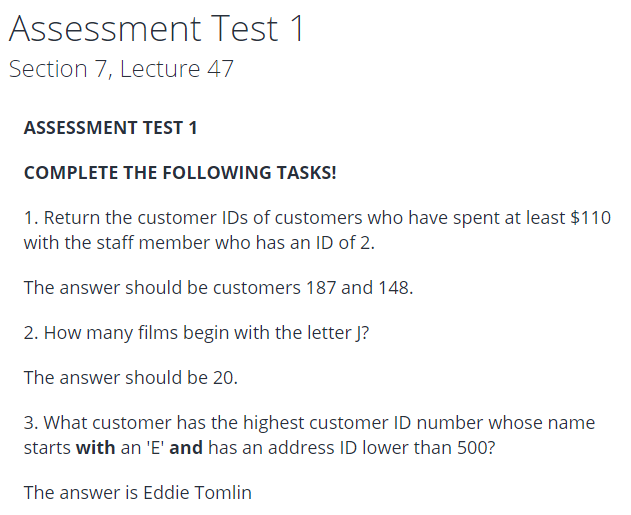 Assessment Test 1
Section 7, Lecture 47
ASSESSMENT TEST 1
COMPLETE THE FOLLOWING TASKS!
1. Return the customer IDs of customers who have spent at least $110
with the staff member who has an ID of 2.
The answer should be customers 187 and 148.
2. How many films begin with the letter J?
The answer should be 20.
3. What customer has the highest customer ID number whose name
starts with an 'E' and has an address ID lower than 500?
The answer is Eddie Tomlin